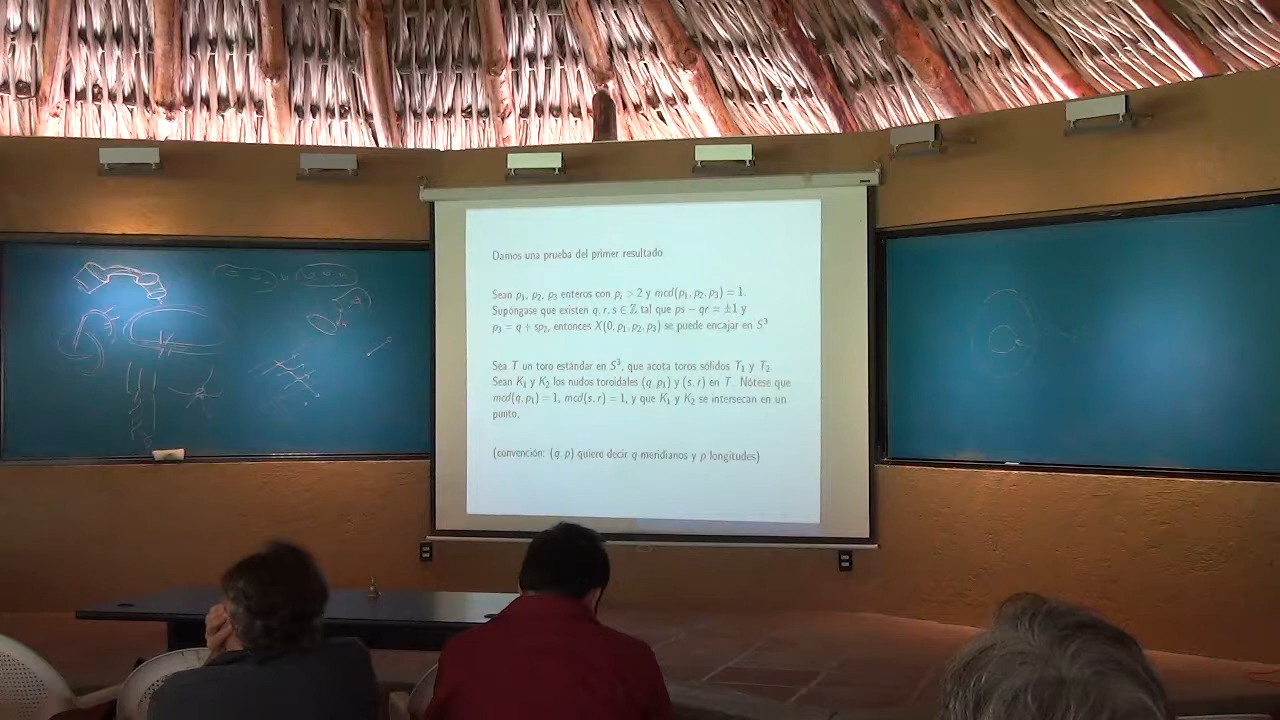 Damos una prueba del primer resultado
Sean p₁, p₂, p₃ enteros con pᵢ > 2 y mcd(p₁, p₂, p₃) = 1.
Supóngase que existen q, r, s ∈ ℤ tal que ps − qr = ±1 y
p₃ = q + sp₂, entonces X(0; p₁, p₂, p₃) se puede encajar en S³
Sea T un toro estándar en S³, que acota toros sólidos T₁ y T₂
Sean K₁ y K₂ los nudos toroidales (q, p₁) y (s, r) en T. Nótese que
mcd(q, p₁) = 1, mcd(s, r) = 1, y que K₁ y K₂ se intersecan en un
punto.
(convención: (q, p) quiere decir q meridianos y p longitudes)